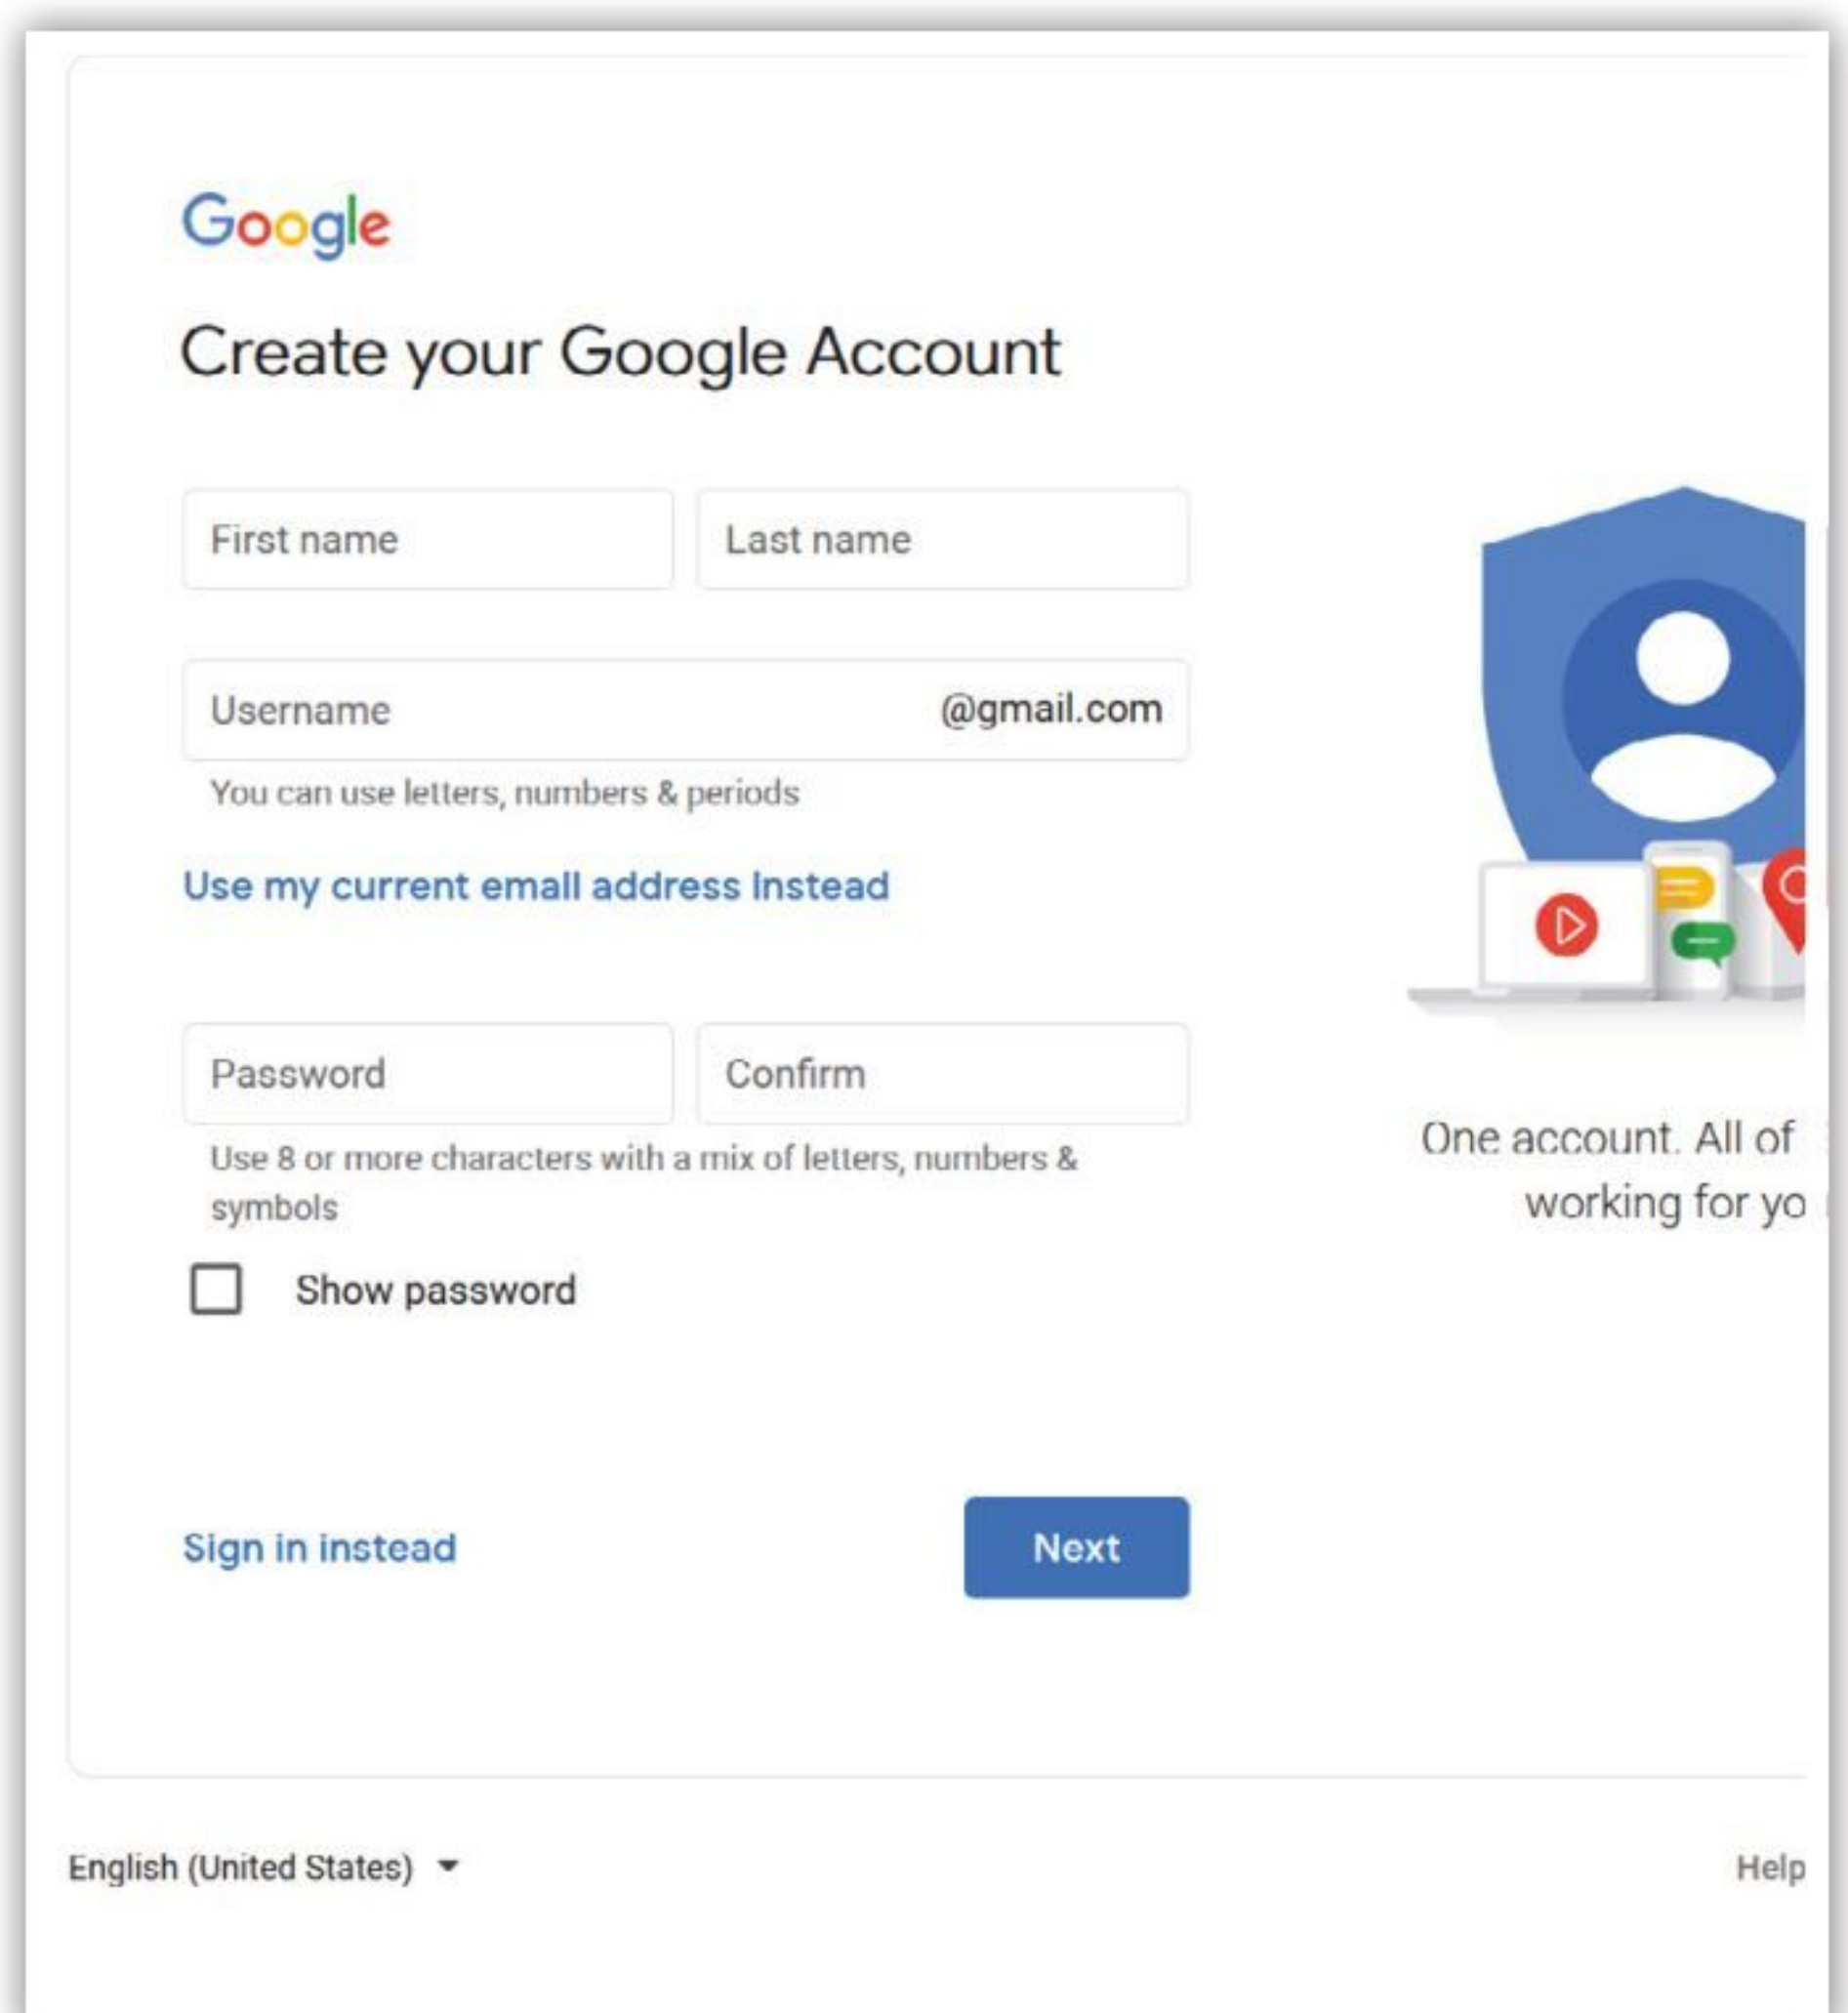 Google
Create your Google Account
First name
Last name
Username
@gmail.com
You can use letters, numbers & periods
Use my current email address instead
Password
Confirm
Use 8 or more characters with a mix of letters, numbers &
symbols
Show password
One account. All of
working for yo
Sign in instead
Next
English (United States)
Help